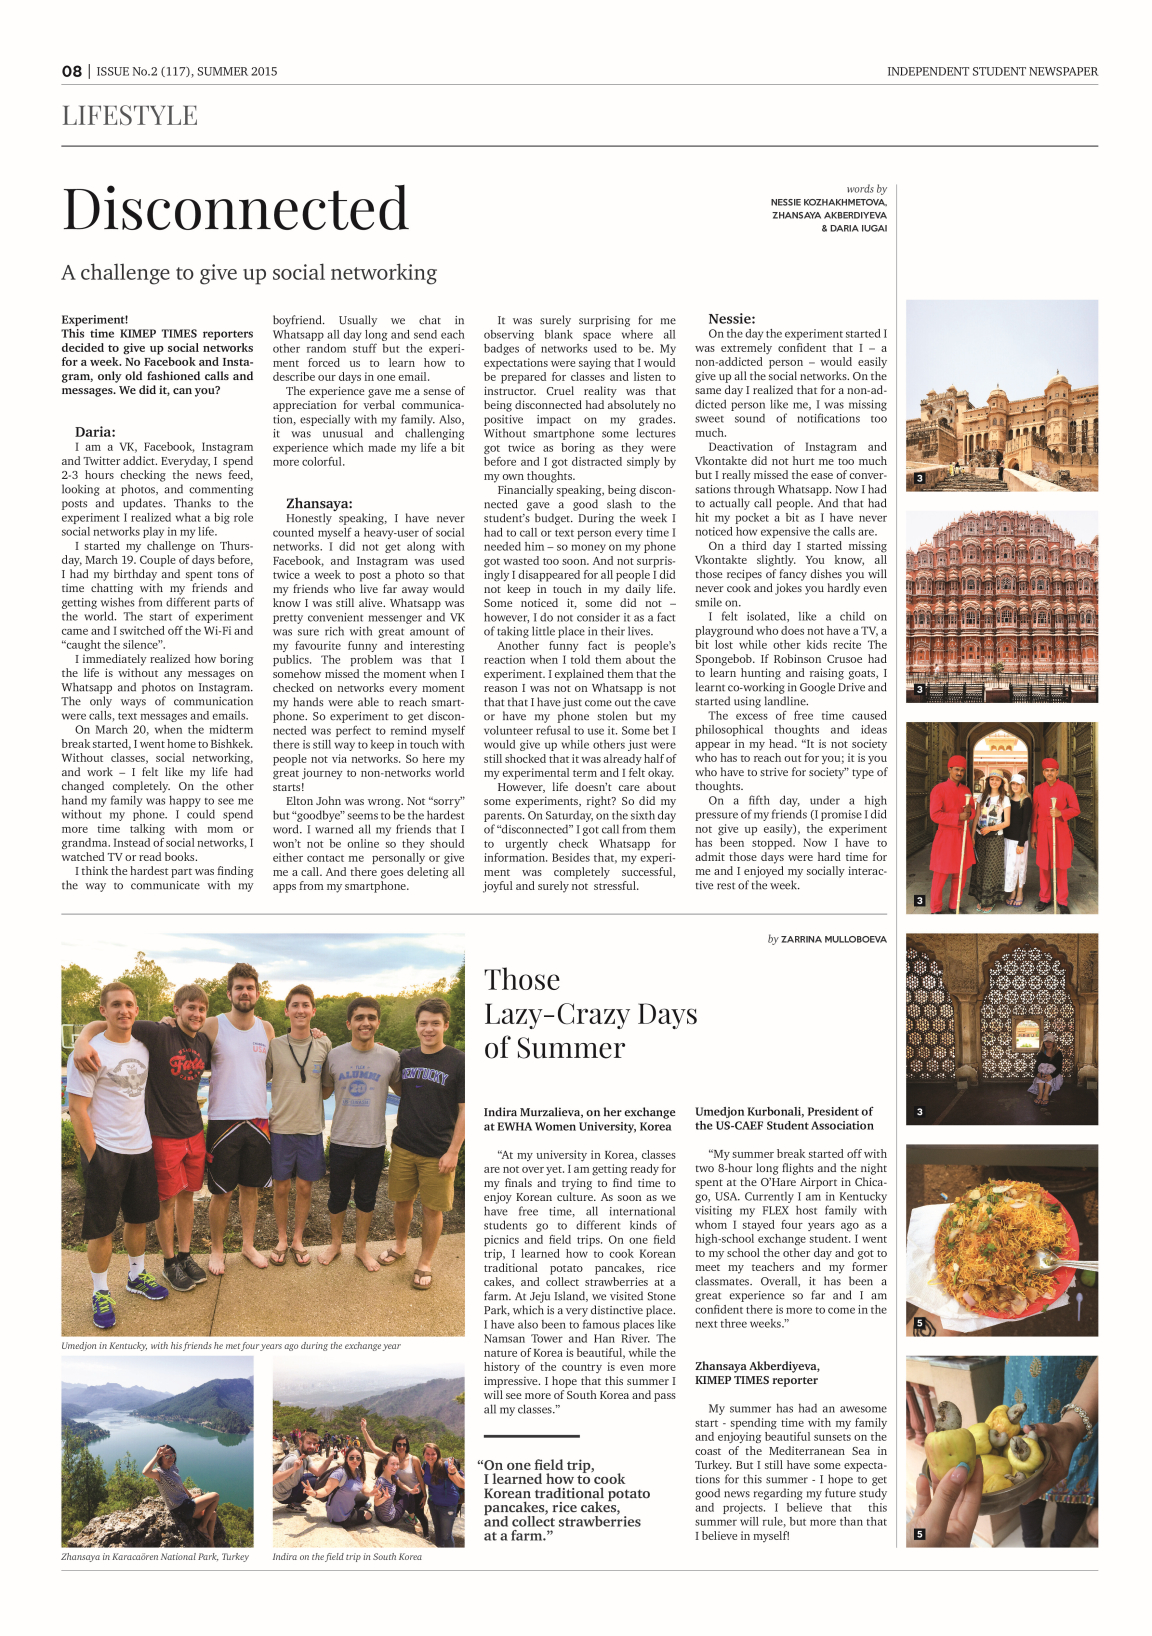 08 | ISSUE No.2 (117), SUMMER 2015
INDEPENDENT STUDENT NEWSPAPER
LIFESTYLE
Disconnected
A challenge to give up social networking
words by
NESSIE KOZHAKHMETOVA,
ZHANSAYA AKBERDIYEVA
& DARIA IUGAI
Experiment!
This time KIMEP TIMES reporters
decided to give up social networks
for a week. No Facebook and Insta-
gram, only old fashioned calls and
messages. We did it, can you?
Daria:
I am a VK, Facebook, Instagram
and Twitter addict. Everyday, I spend
2-3 hours checking the news feed,
looking at photos, and commenting
posts and updates. Thanks to the
experiment I realized what a big role
social networks play in my life.
I started my challenge on Thurs-
day, March 19. Couple of days before,
I had my birthday and spent tons of
time chatting with my friends and
getting wishes from different parts of
the world. The start of experiment
came and I switched off the Wi-Fi and
“caught the silence”.
I immediately realized how boring
the life is without any messages on
Whatsapp and photos on Instagram.
The only ways of communication
were calls, text messages and emails.
On March 20, when the midterm
break started, I went home to Bishkek.
Without classes, social networking,
and work – I felt like my life had
changed completely. On the other
hand my family was happy to see me
without my phone. I could spend
more time talking with mom or
grandma. Instead of social networks, I
watched TV or read books.
I think the hardest part was finding
the way to communicate with my
boyfriend. Usually we chat in
Whatsapp all day long and send each
other random stuff but the experi-
ment forced us to learn how to
describe our days in one email.
The experience gave me a sense of
appreciation for verbal communica-
tion, especially with my family. Also,
it was unusual and challenging
experience which made my life a bit
more colorful.
Zhansaya:
Honestly speaking, I have never
counted myself a heavy-user of social
networks. I did not get along with
Facebook, and Instagram was used
twice a week to post a photo so that
my friends who live far away would
know I was still alive. Whatsapp was
pretty convenient messenger and VK
was sure rich with great amount of
my favourite funny and interesting
publics. The problem was that I
somehow missed the moment when I
checked on networks every moment
my hands were able to reach smart-
phone. So experiment to get discon-
nected was perfect to remind myself
there is still way to keep in touch with
people not via networks. So here my
great journey to non-networks world
starts!
Elton John was wrong. Not “sorry”
but “goodbye” seems to be the hardest
word. I warned all my friends that I
won’t not be online so they should
either contact me personally or give
me a call. And there goes deleting all
apps from my smartphone.
It was surely surprising for me
observing blank space where all
badges of networks used to be. My
expectations were saying that I would
be prepared for classes and listen to
instructor. Cruel reality was that
being disconnected had absolutely no
positive impact on my grades.
Without smartphone some lectures
got twice as boring as they were
before and I got distracted simply by
my own thoughts.
Financially speaking, being discon-
nected gave a good slash to the
student’s budget. During the week I
had to call or text person every time I
needed him – so money on my phone
got wasted too soon. And not surpris-
ingly I disappeared for all people I did
not keep in touch in my daily life.
Some noticed it, some did not –
however, I do not consider it as a fact
of taking little place in their lives.
Another funny fact is people’s
reaction when I told them about the
experiment. I explained them that the
reason I was not on Whatsapp is not
that that I have just come out the cave
or have my phone stolen but my
volunteer refusal to use it. Some bet I
would give up while others just were
still shocked that it was already half of
my experimental term and I felt okay.
However, life doesn’t care about
some experiments, right? So did my
parents. On Saturday, on the sixth day
of “disconnected” I got call from them
to urgently check Whatsapp for
information. Besides that, my experi-
ment was completely successful,
joyful and surely not stressful.
Nessie:
On the day the experiment started I
was extremely confident that I – a
non-addicted person – would easily
give up all the social networks. On the
same day I realized that for a non-ad-
dicted person like me, I was missing
sweet sound of notifications too
much.
Deactivation of Instagram and
Vkontakte did not hurt me too much
but I really missed the ease of conver-
sations through Whatsapp. Now I had
to actually call people. And that had
hit my pocket a bit as I have never
noticed how expensive the calls are.
On a third day I started missing
Vkontakte slightly. You know, all
those recipes of fancy dishes you will
never cook and jokes you hardly even
smile on.
I felt isolated, like a child on
playground who does not have a TV, a
bit lost while other kids recite The
Spongebob. If Robinson Crusoe had
to learn hunting and raising goats, I
learnt co-working in Google Drive and
started using landline.
The excess of free time caused
philosophical thoughts and ideas
appear in my head. “It is not society
who has to reach out for you; it is you
who have to strive for society” type of
thoughts.
On a fifth day, under a high
pressure of my friends (I promise I did
not give up easily), the experiment
has been stopped. Now I have to
admit those days were hard time for
me and I enjoyed my socially interac-
tive rest of the week.
3
3
3
3
5
5
ALUMNI
KENTUCKY
Umedjon in Kentucky, with his friends he met four years ago during the exchange year
Zhansaya in Karacaören National Park, Turkey
Indira on the field trip in South Korea
by ZARRINA MULLOBOEVA
Those
Lazy-Crazy Days
of Summer
Indira Murzalieva, on her exchange
at EWHA Women University, Korea
“At my university in Korea, classes
are not over yet. I am getting ready for
my finals and trying to find time to
enjoy Korean culture. As soon as we
have free time, all international
students go to different kinds of
picnics and field trips. On one field
trip, I learned how to cook Korean
traditional potato pancakes, rice
cakes, and collect strawberries at a
farm. At Jeju Island, we visited Stone
Park, which is a very distinctive place.
I have also been to famous places like
Namsan Tower and Han River. The
nature of Korea is beautiful, while the
history of the country is even more
impressive. I hope that this summer I
will see more of South Korea and pass
all my classes.”
“On one field trip,
I learned how to cook
Korean traditional potato
pancakes, rice cakes,
and collect strawberries
at a farm.”
Umedjon Kurbonali, President of
the US-CAEF Student Association
“My summer break started off with
two 8-hour long flights and the night
spent at the O’Hare Airport in Chica-
go, USA. Currently I am in Kentucky
visiting my FLEX host family with
whom I stayed four years ago as a
high-school exchange student. I went
to my school the other day and got to
meet my teachers and my former
classmates. Overall, it has been a
great experience so far and I am
confident there is more to come in the
next three weeks.”
Zhansaya Akberdiyeva,
KIMEP TIMES reporter
My summer has had an awesome
start - spending time with my family
and enjoying beautiful sunsets on the
coast of the Mediterranean Sea in
Turkey. But I still have some expecta-
tions for this summer - I hope to get
good news regarding my future study
and projects. I believe that this
summer will rule, but more than that
I believe in myself!